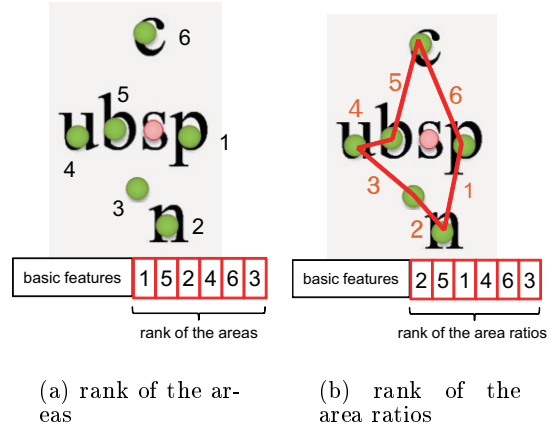 c 6
5
ubsp 1
4
3
n 2
basic features 1 5 2 4 6 3
rank of the areas
(a) rank of the ar-
eas
c
5 6
4
ubsp
3 1
2 n
basic features 2 5 1 4 6 3
rank of the area ratios
(b) rank of the
area ratios